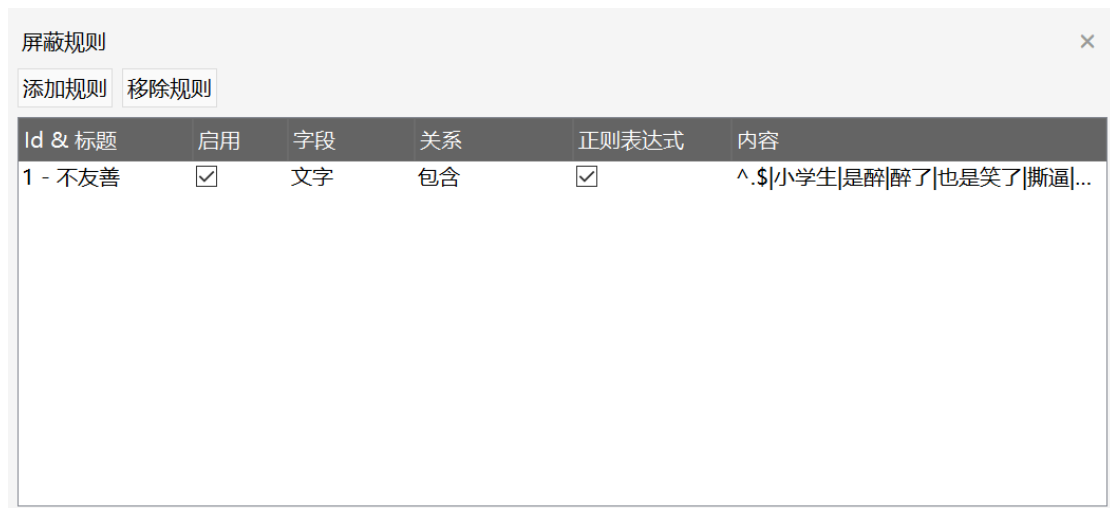 屏蔽规则
添加规则 移除规则
Id & 标题 启用 字段 关系 正则表达式 内容
1 - 不友善 文字 包含 ^.$|小学生|是醉|醉了|也是笑了|撕逼|...